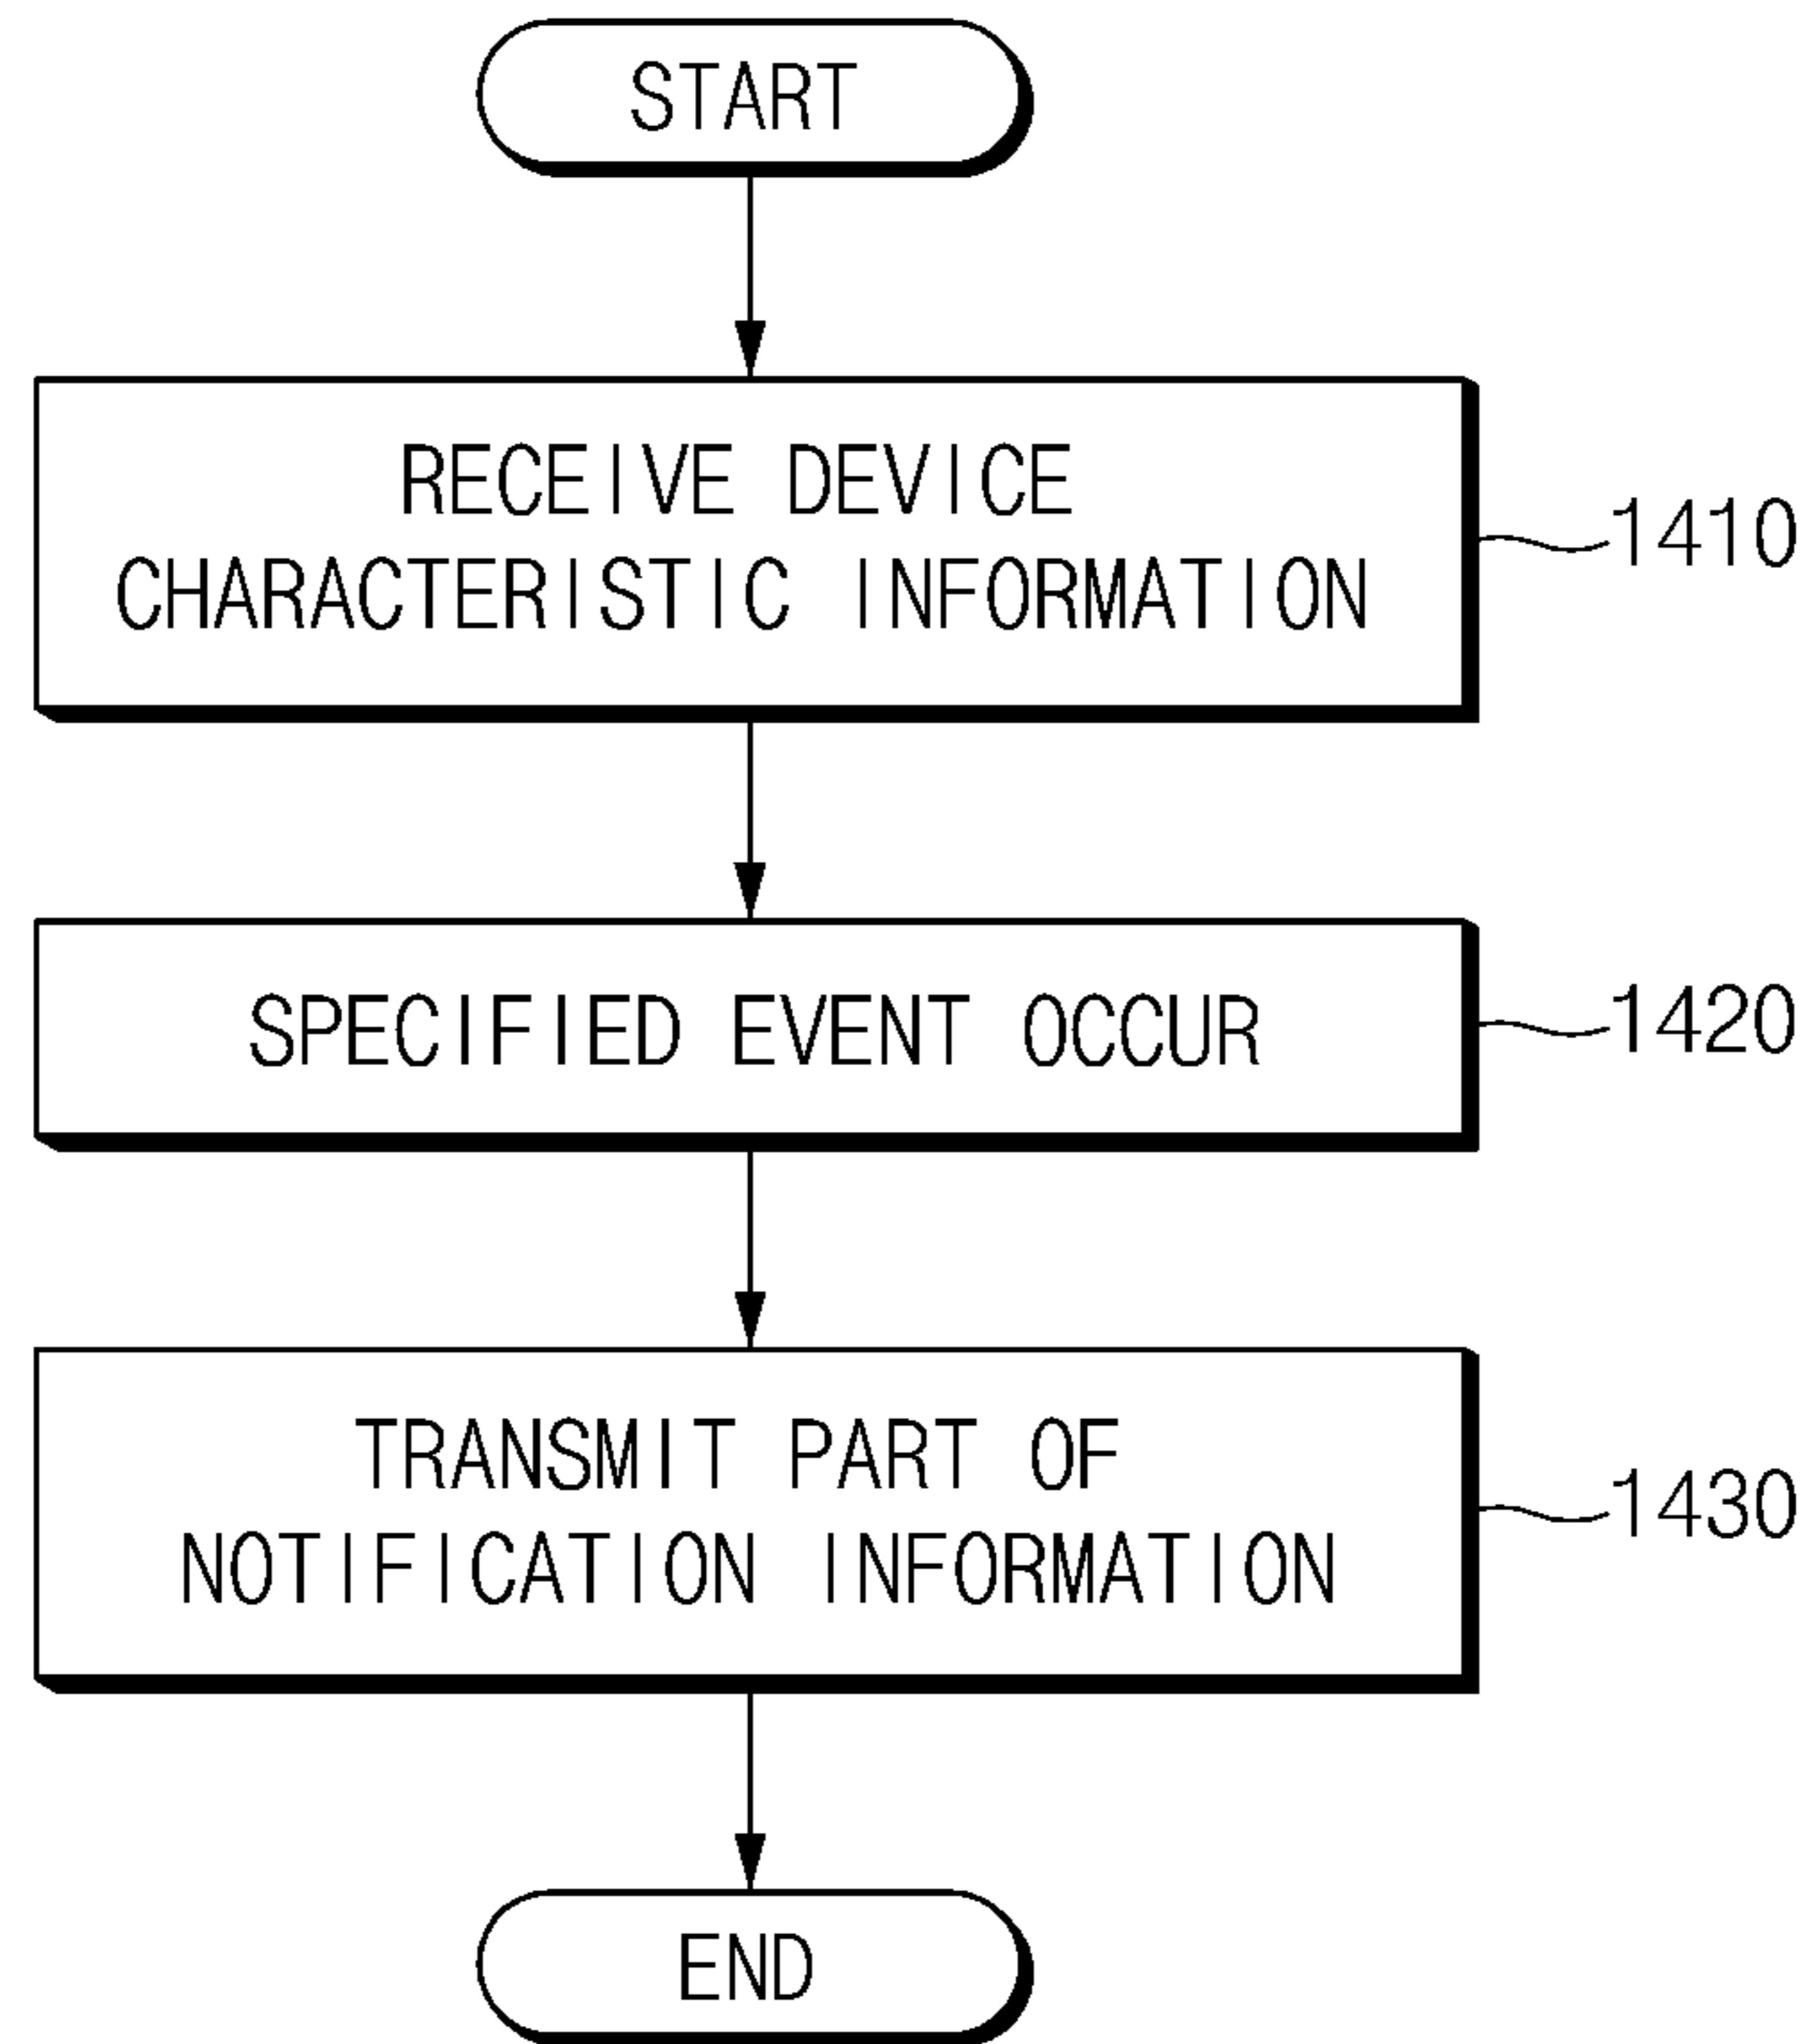 START
RECEIVE DEVICE
CHARACTERISTIC INFORMATION
1410
SPECIFIED EVENT OCCUR
1420
TRANSMIT PART OF
NOTIFICATION INFORMATION
1430
END